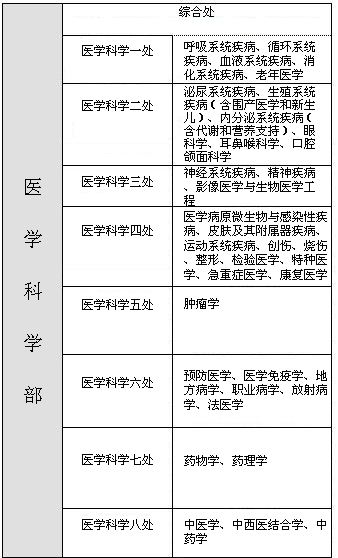 医学科学部
综合处
医学科学一处
呼吸系统疾病、循环系统
疾病、血液系统疾病、消
化系统疾病、老年医学
医学科学二处
泌尿系统疾病、生殖系统
疾病(含围产医学和新生
儿)、内分泌系统疾病(
含代谢和营养支持)、眼
科学、耳鼻喉科学、口腔
颌面科学
医学科学三处
神经系统疾病、精神疾病
、影像医学与生物医学工
程
医学科学四处
医学病原微生物与感染性疾
病、皮肤及其附属器疾病、
运动系统疾病、创伤、烧伤
、整形、检验医学、特种医
学、急重症医学、康复医学
医学科学五处
肿瘤学
医学科学六处
预防医学、医学免疫学、地
方病学、职业病学、放射病
学、法医学
医学科学七处
药物学、药理学
医学科学八处
中医学、中西医结合学、中
药学